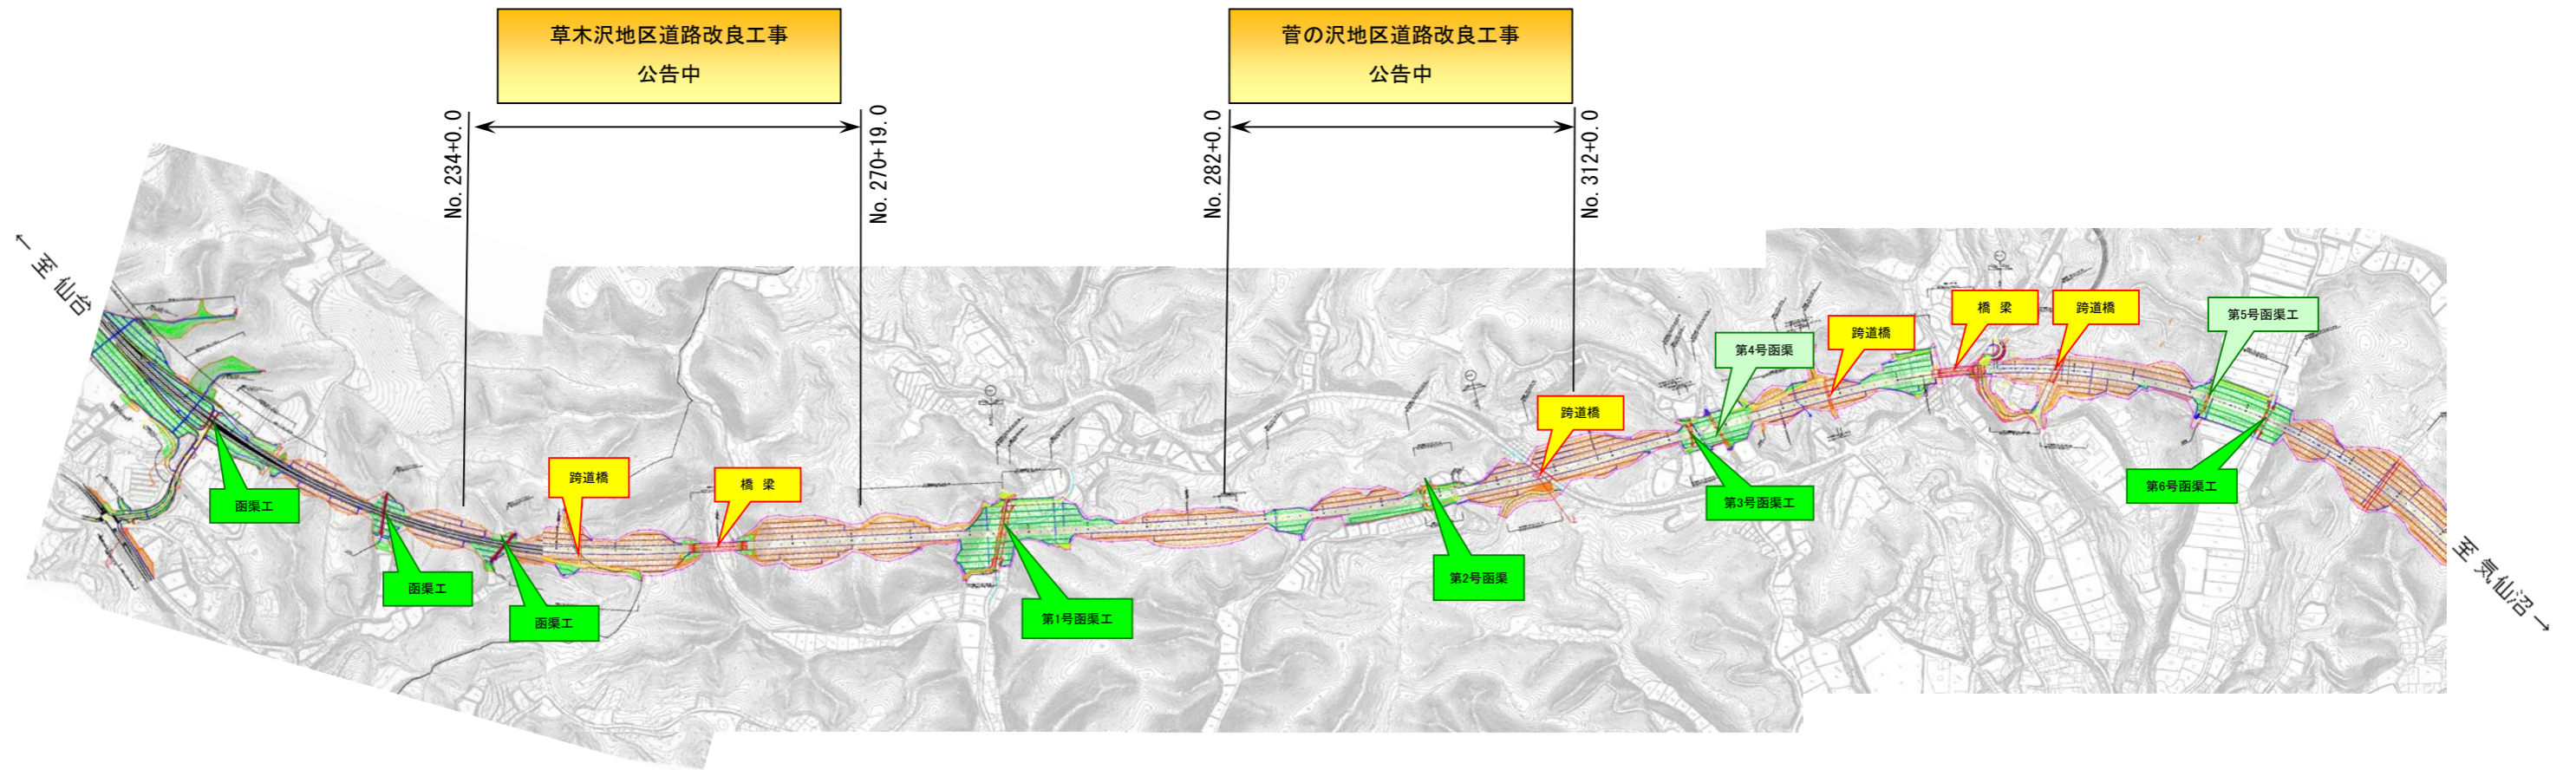 草木沢地区道路改良工事
公告中
菅の沢地区道路改良工事
公告中
No.234+0.0
No.270+19.0
No.282+0.0
No.312+0.0
← 至 仙台
函渠工
函渠工
函渠工
跨道橋
橋 梁
第1号函渠工
第2号函渠
跨道橋
第3号函渠工
第4号函渠
跨道橋
橋 梁
跨道橋
第5号函渠工
第6号函渠工
至 気仙沼 →